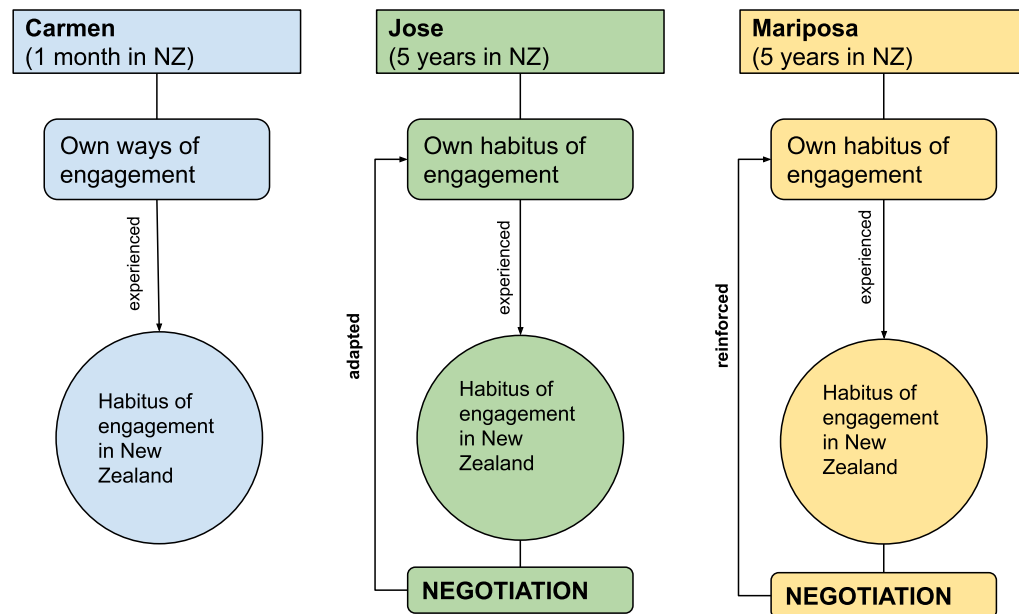 Carmen
(1 month in NZ)
Own ways of
engagement
experienced
Habitus of
engagement
in New
Zealand
Jose
(5 years in NZ)
Own habitus of
engagement
experienced
adapted
Habitus of
engagement
in New
Zealand
NEGOTIATION
Mariposa
(5 years in NZ)
Own habitus of
engagement
experienced
reinforced
Habitus of
engagement
in New
Zealand
NEGOTIATION